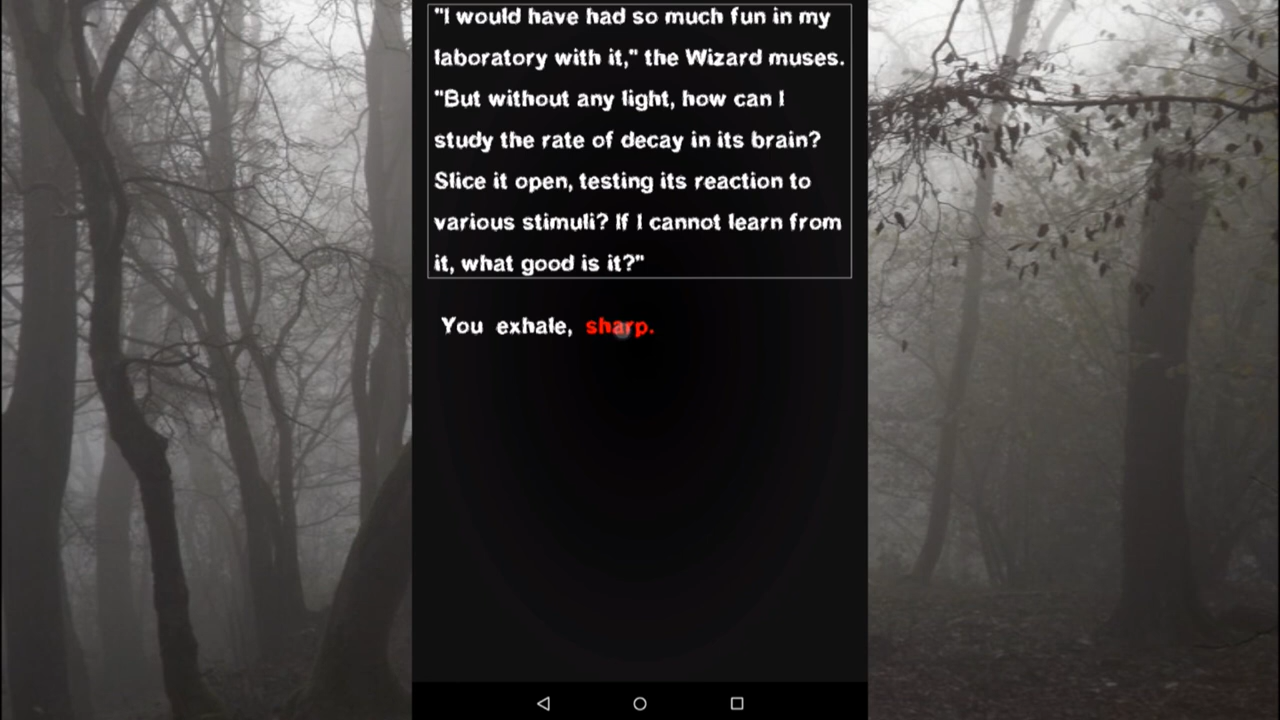 "I would have had so much fun in my
laboratory with it," the Wizard muses.
"But without any light, how can I
study the rate of decay in its brain?
Slice it open, testing its reaction to
various stimuli? If I cannot learn from
it, what good is it?"
You exhale, sharp.